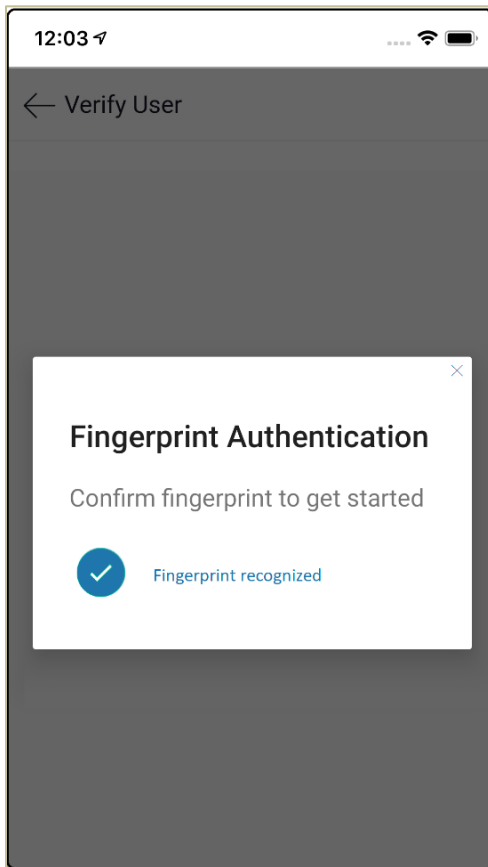 12:03
Verify User
Fingerprint Authentication
Confirm fingerprint to get started
Fingerprint recognized